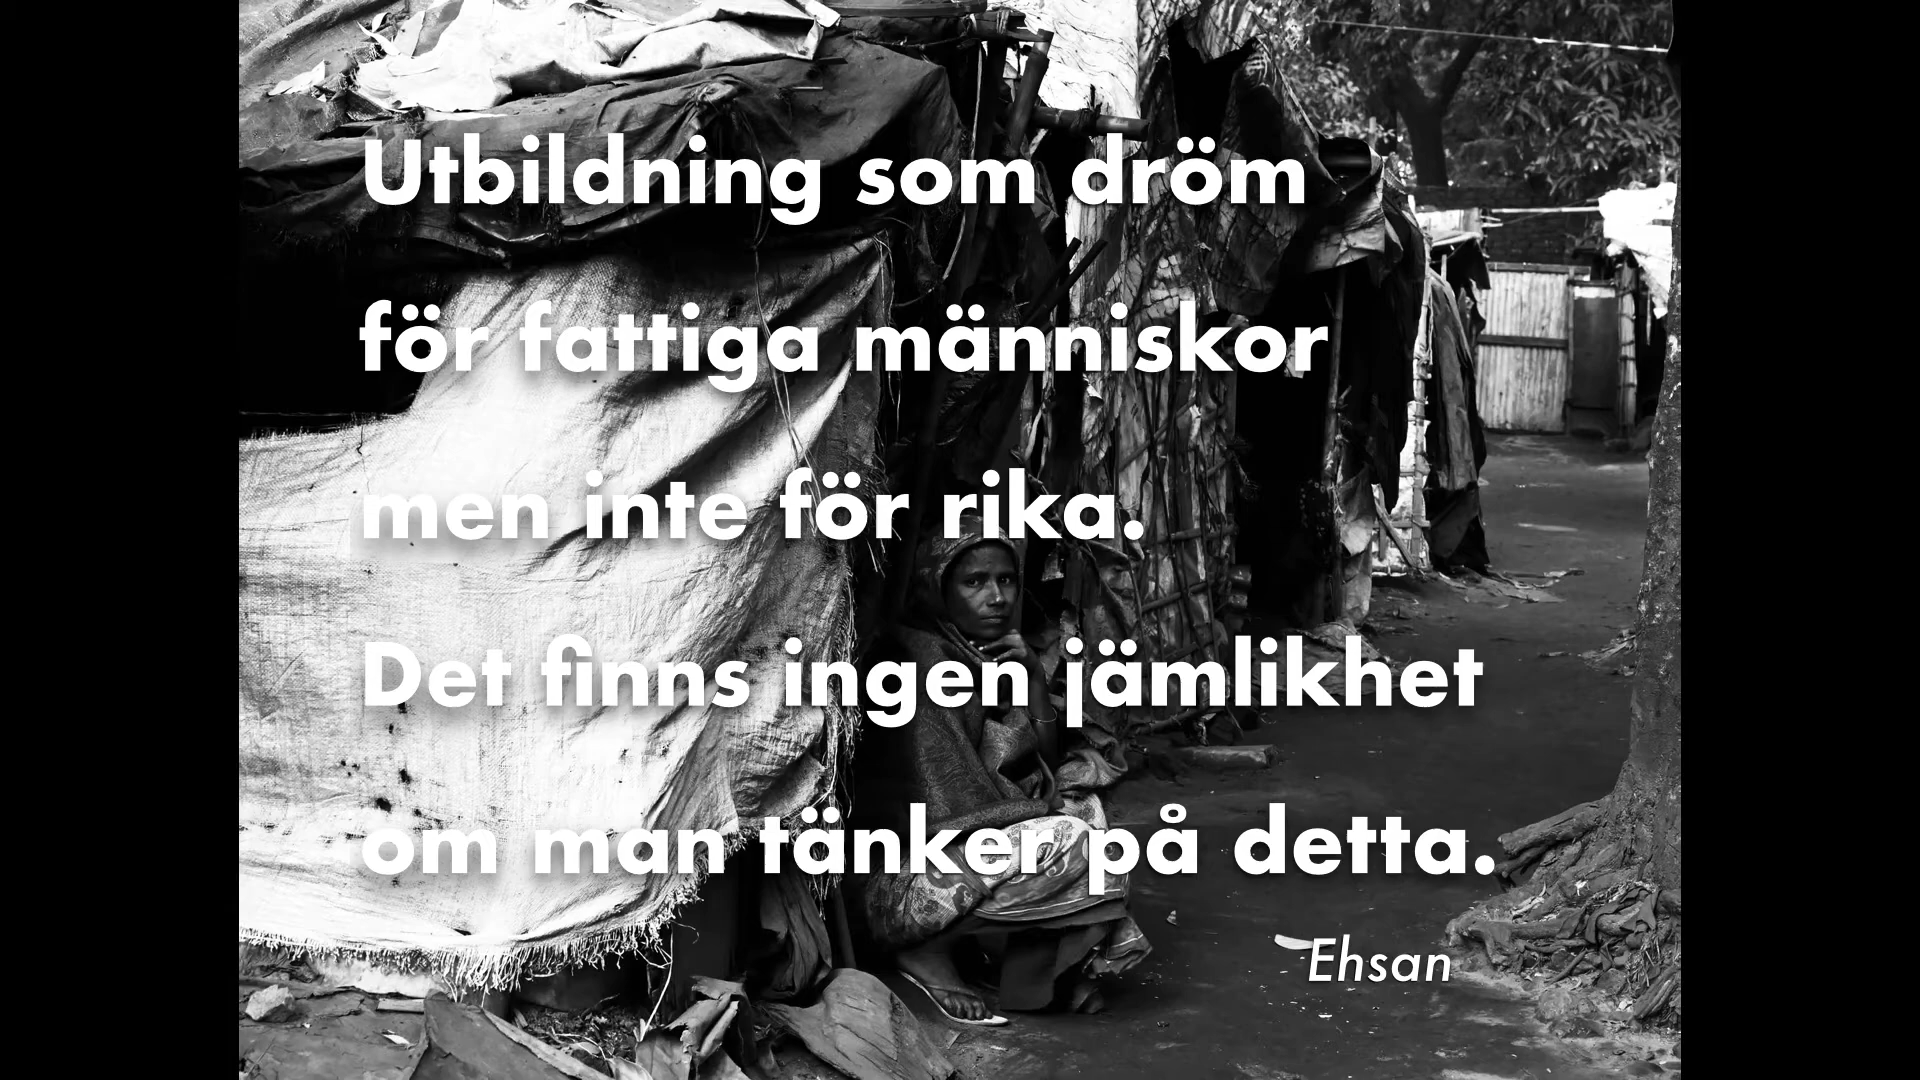 Utbildning som dröm
för fattiga människor
men inte för rika.
Det finns ingen jämlikhet
om man tänker på detta.
Ehsan